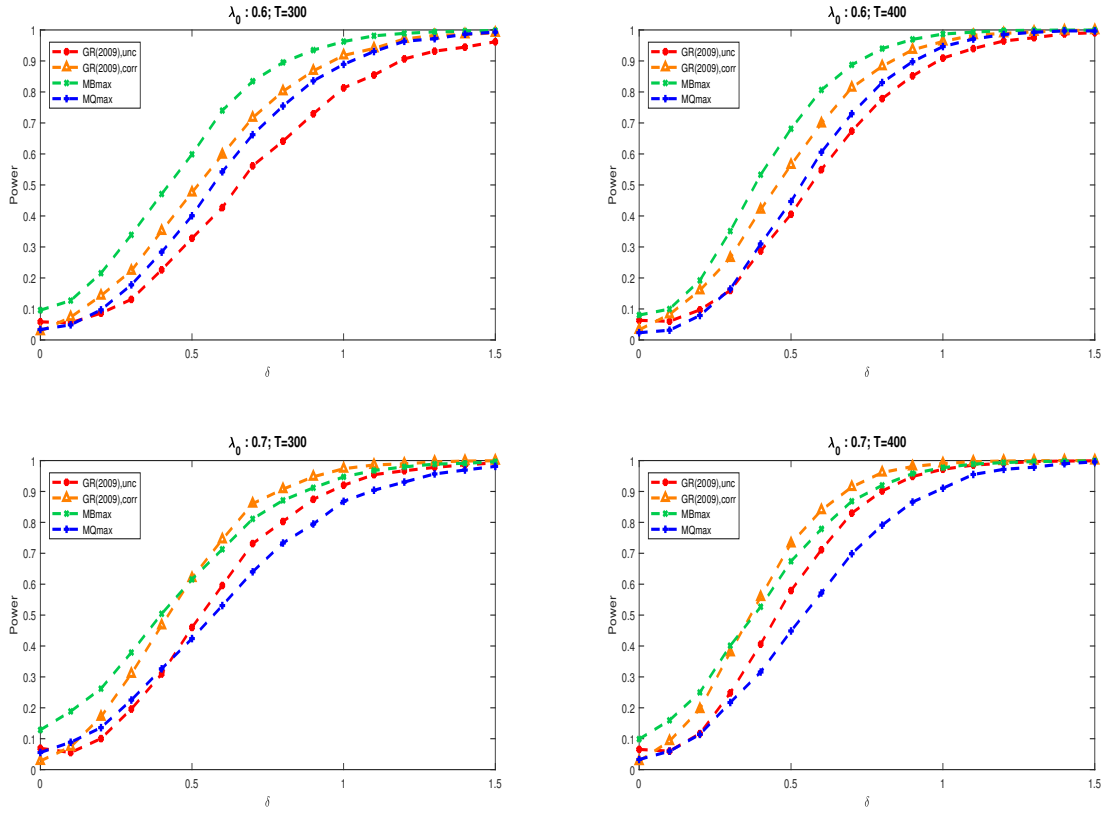 λ0 : 0.6; T=300
GR(2009),unc
GR(2009),corr
MBmax
MQmax
Power
1
0.9
0.8
0.7
0.6
0.5
0.4
0.3
0.2
0.1
0
0 0.5 1 1.5
δ
λ0 : 0.6; T=400
GR(2009),unc
GR(2009),corr
MBmax
MQmax
Power
1
0.9
0.8
0.7
0.6
0.5
0.4
0.3
0.2
0.1
0
0 0.5 1 1.5
δ
λ0 : 0.7; T=300
GR(2009),unc
GR(2009),corr
MBmax
MQmax
Power
1
0.9
0.8
0.7
0.6
0.5
0.4
0.3
0.2
0.1
0
0 0.5 1 1.5
δ
λ0 : 0.7; T=400
GR(2009),unc
GR(2009),corr
MBmax
MQmax
Power
1
0.9
0.8
0.7
0.6
0.5
0.4
0.3
0.2
0.1
0
0 0.5 1 1.5
δ